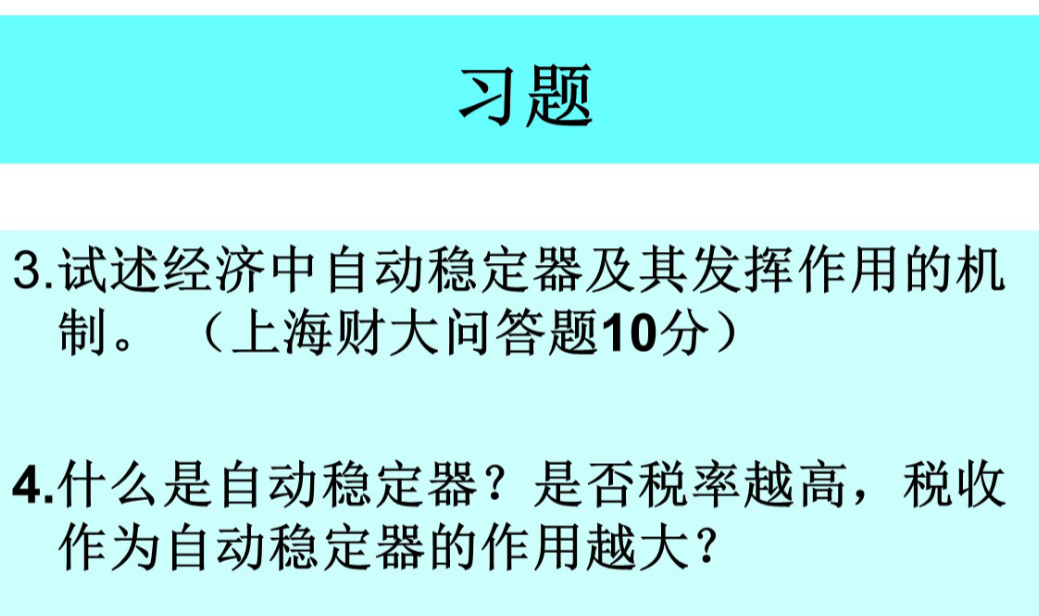 习题
3.试述经济中自动稳定器及其发挥作用的机
制。（上海财大问答题10分）
4.什么是自动稳定器？是否税率越高，税收
作为自动稳定器的作用越大？